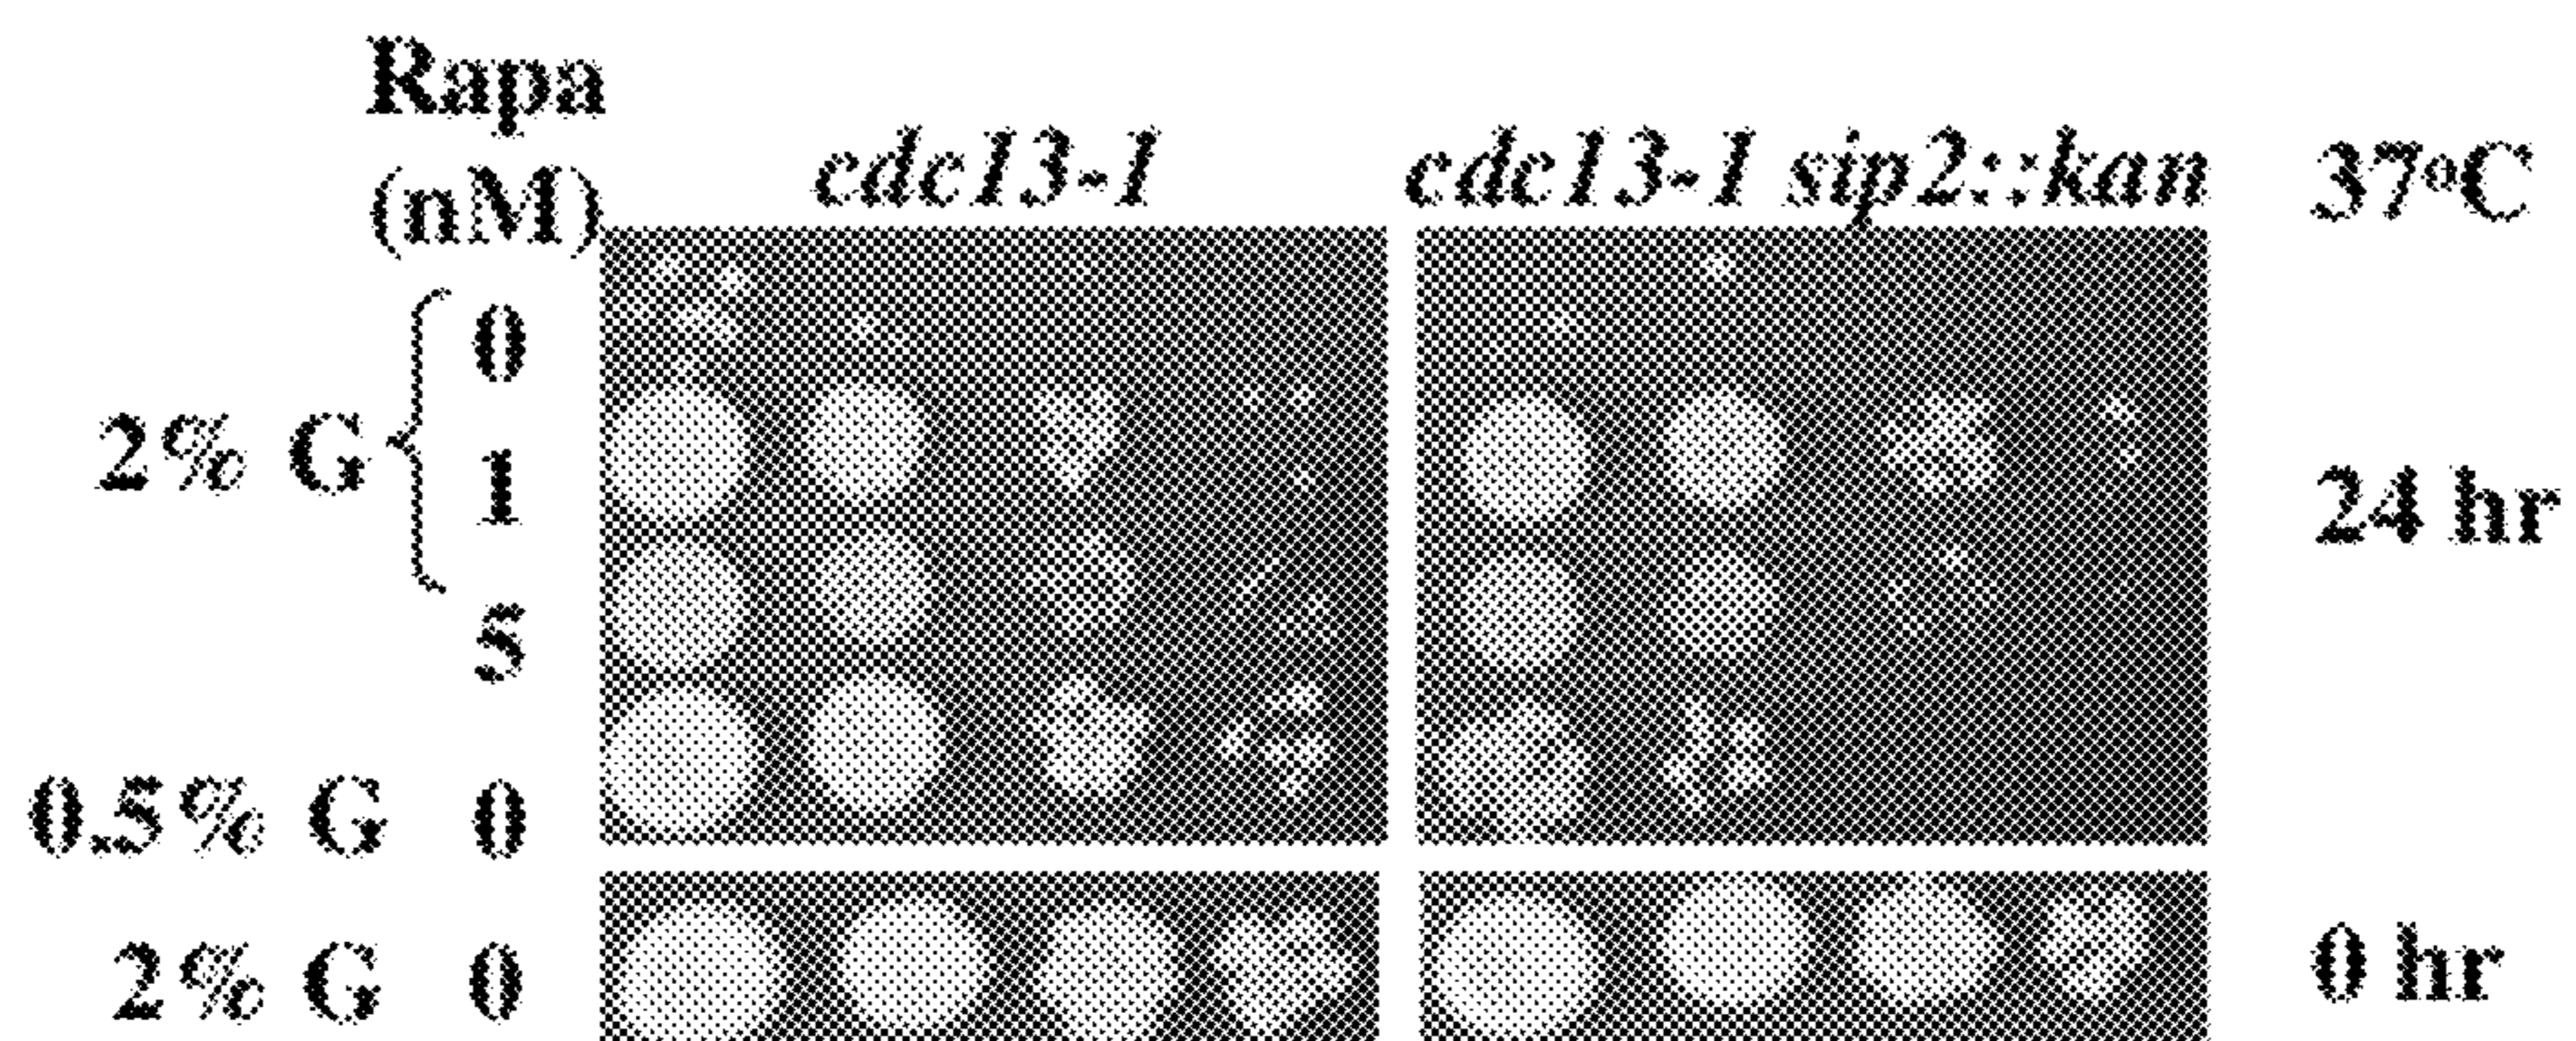 Rapa
(nM)
cdc13-1 cdc13-1 sip2::kan 37ºC
0
2% G 1 24 hr
5
0.5% G 0
2% G 0 0 hr